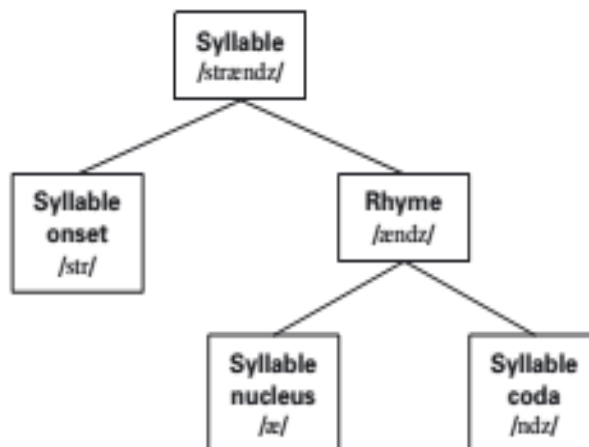 Syllable
/strændz/
Syllable
onset
/str/
Rhyme
/ændz/
Syllable
nucleus
/æ/
Syllable
coda
/ndz/